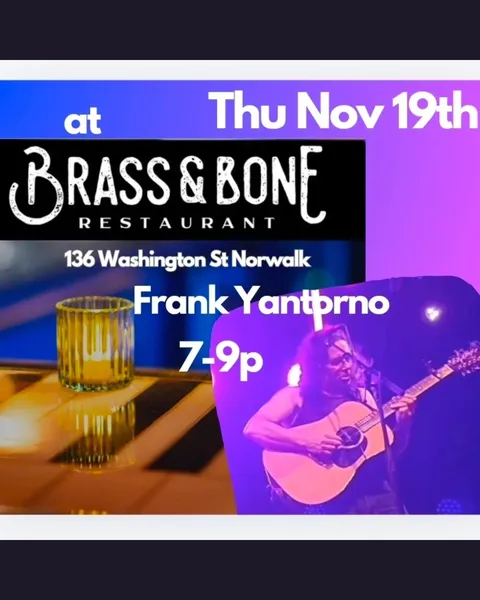 Thu Nov 19th
at
BRASS & BONE
RESTAURANT
136 Washington St Norwalk
Frank Yantorno
7-9p